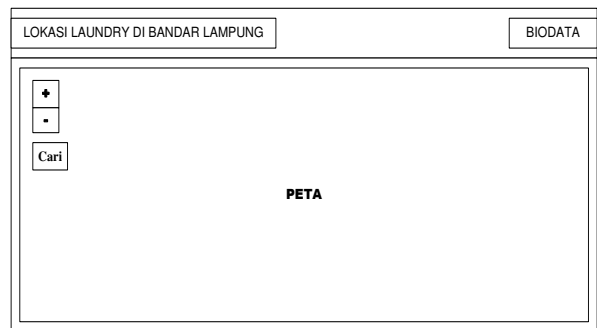 LOKASI LAUNDRY DI BANDAR LAMPUNG
BIODATA
+
-
Cari
PETA